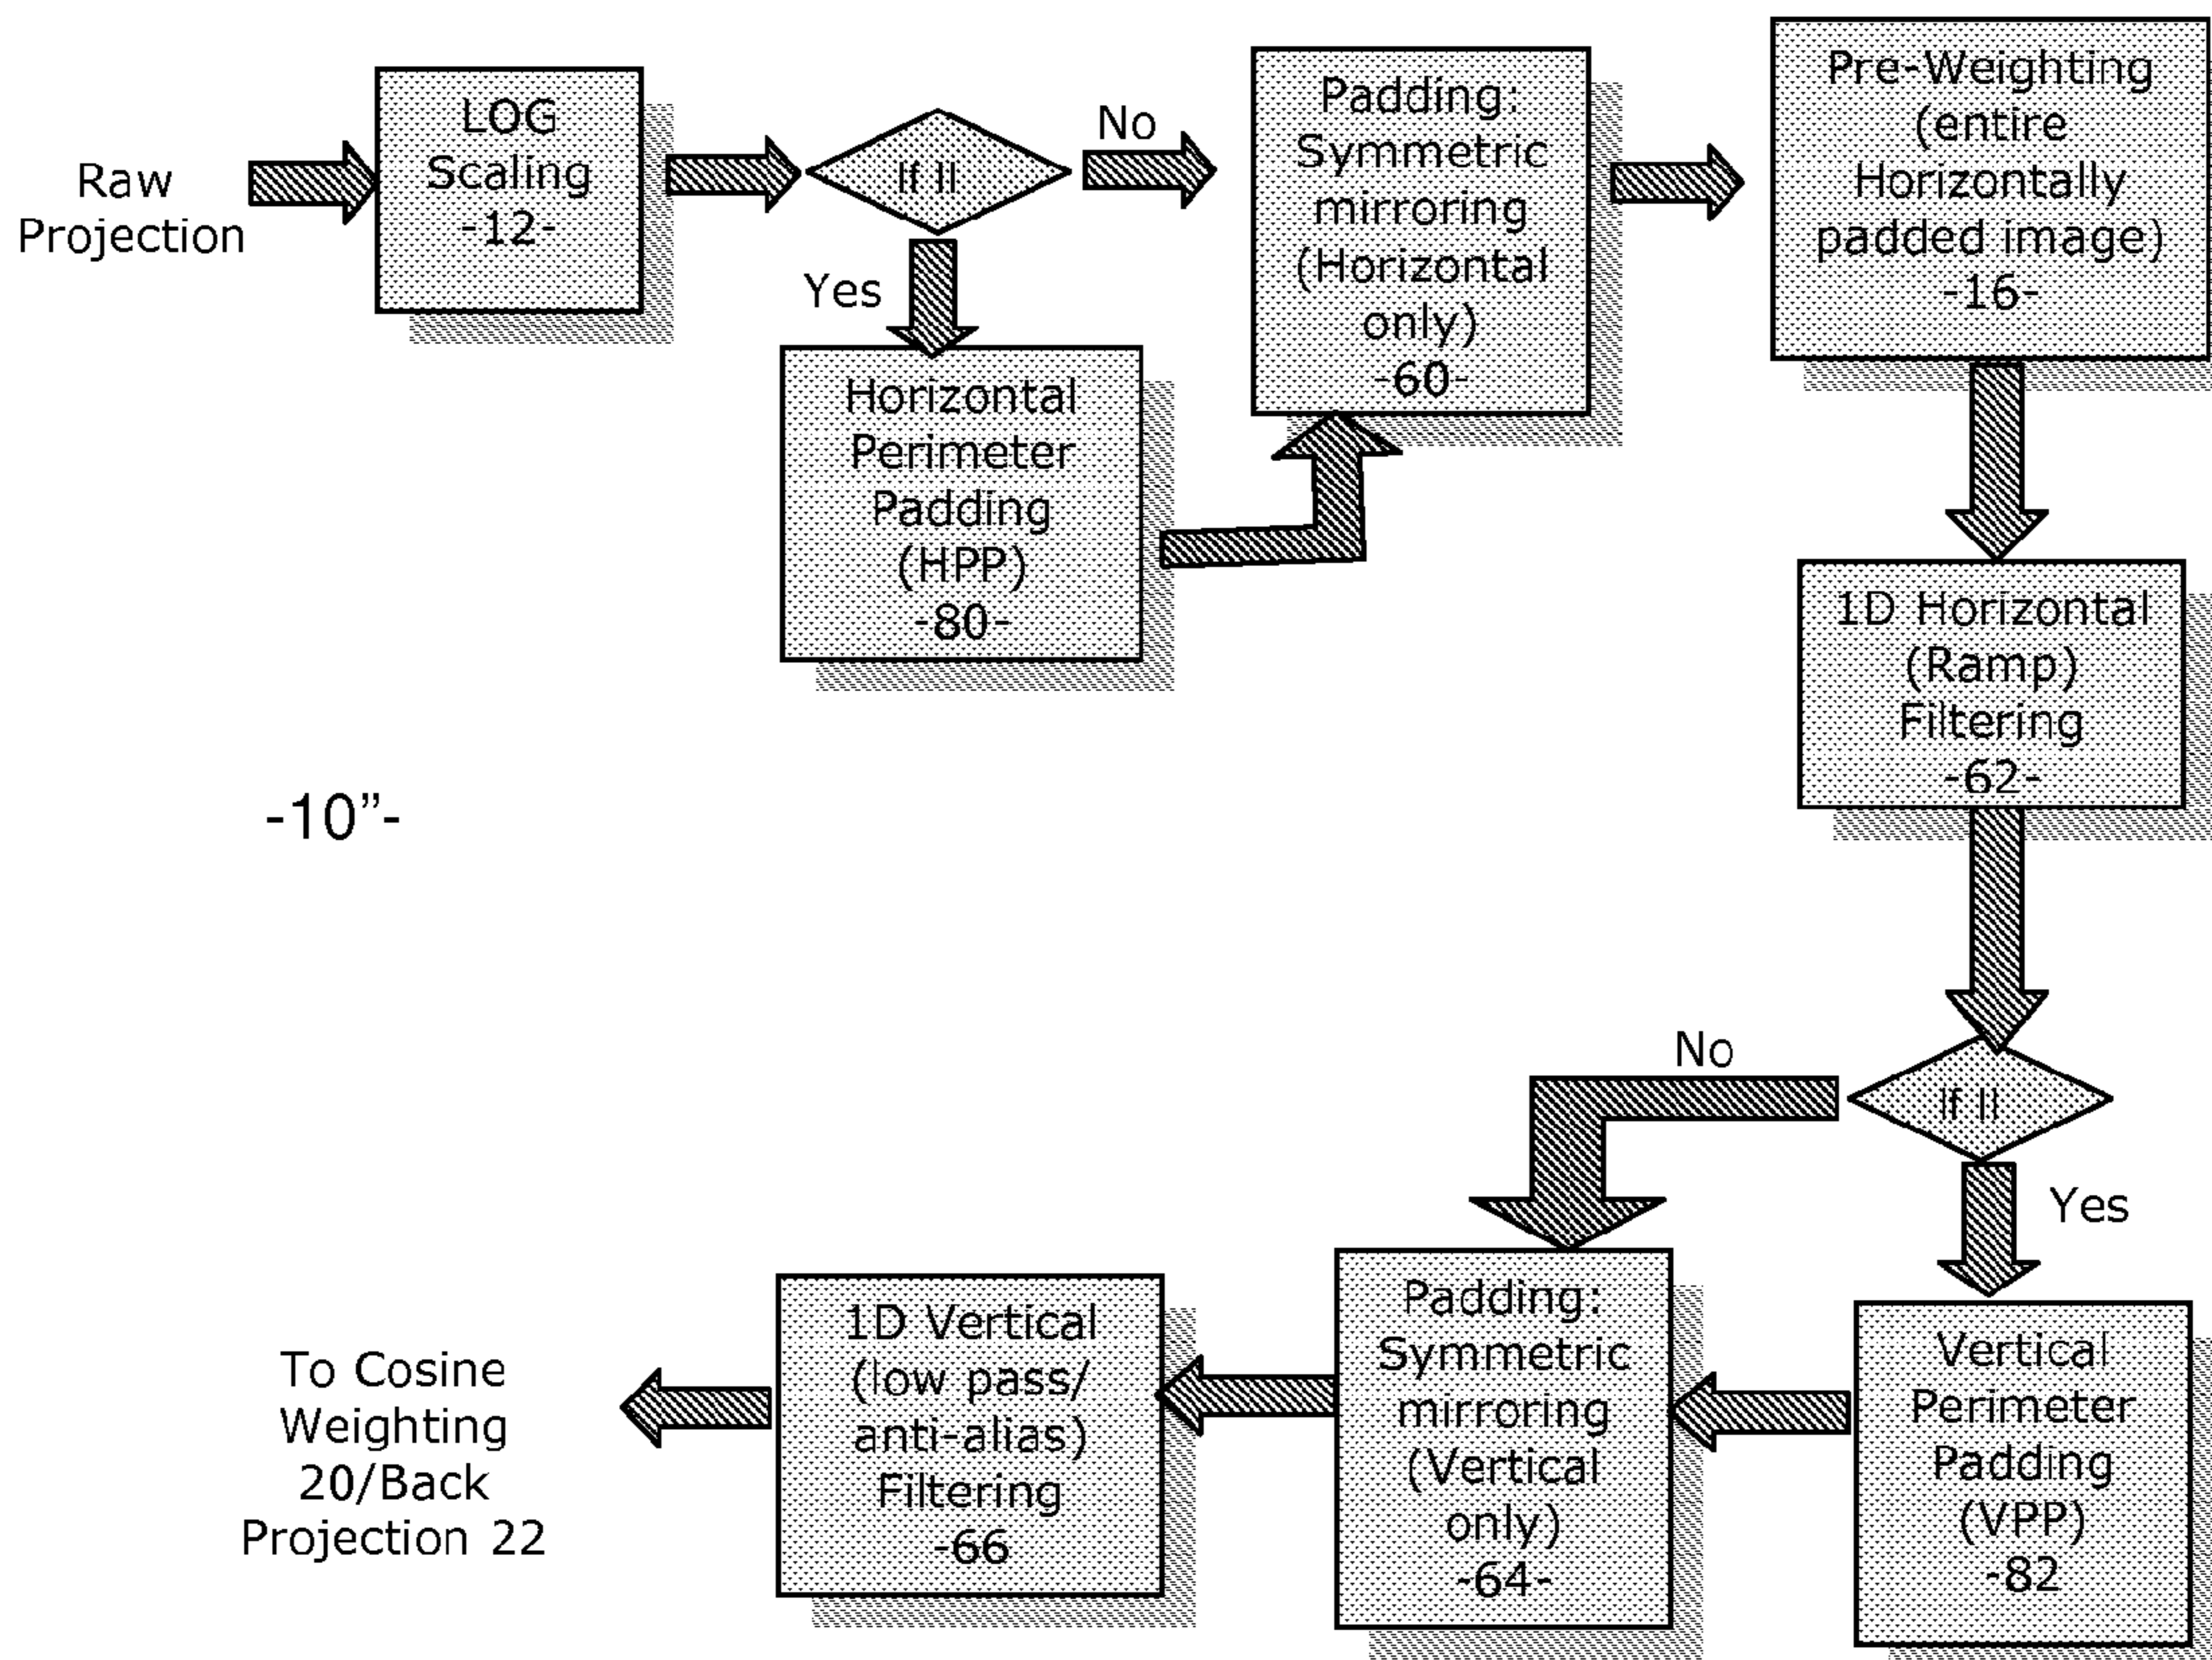 Raw
Projection
LOG
Scaling
-12-
If II
No
Yes
Horizontal
Perimeter
Padding
(HPP)
-80-
Padding:
Symmetric
mirroring
(Horizontal
only)
-60-
Pre-Weighting
(entire
Horizontally
padded image)
-16-
1D Horizontal
(Ramp)
Filtering
-62-
-10”-
If II
No
Yes
Vertical
Perimeter
Padding
(VPP)
-82
Padding:
Symmetric
mirroring
(Vertical
only)
-64-
1D Vertical
(low pass/
anti-alias)
Filtering
-66
To Cosine
Weighting
20/Back
Projection 22